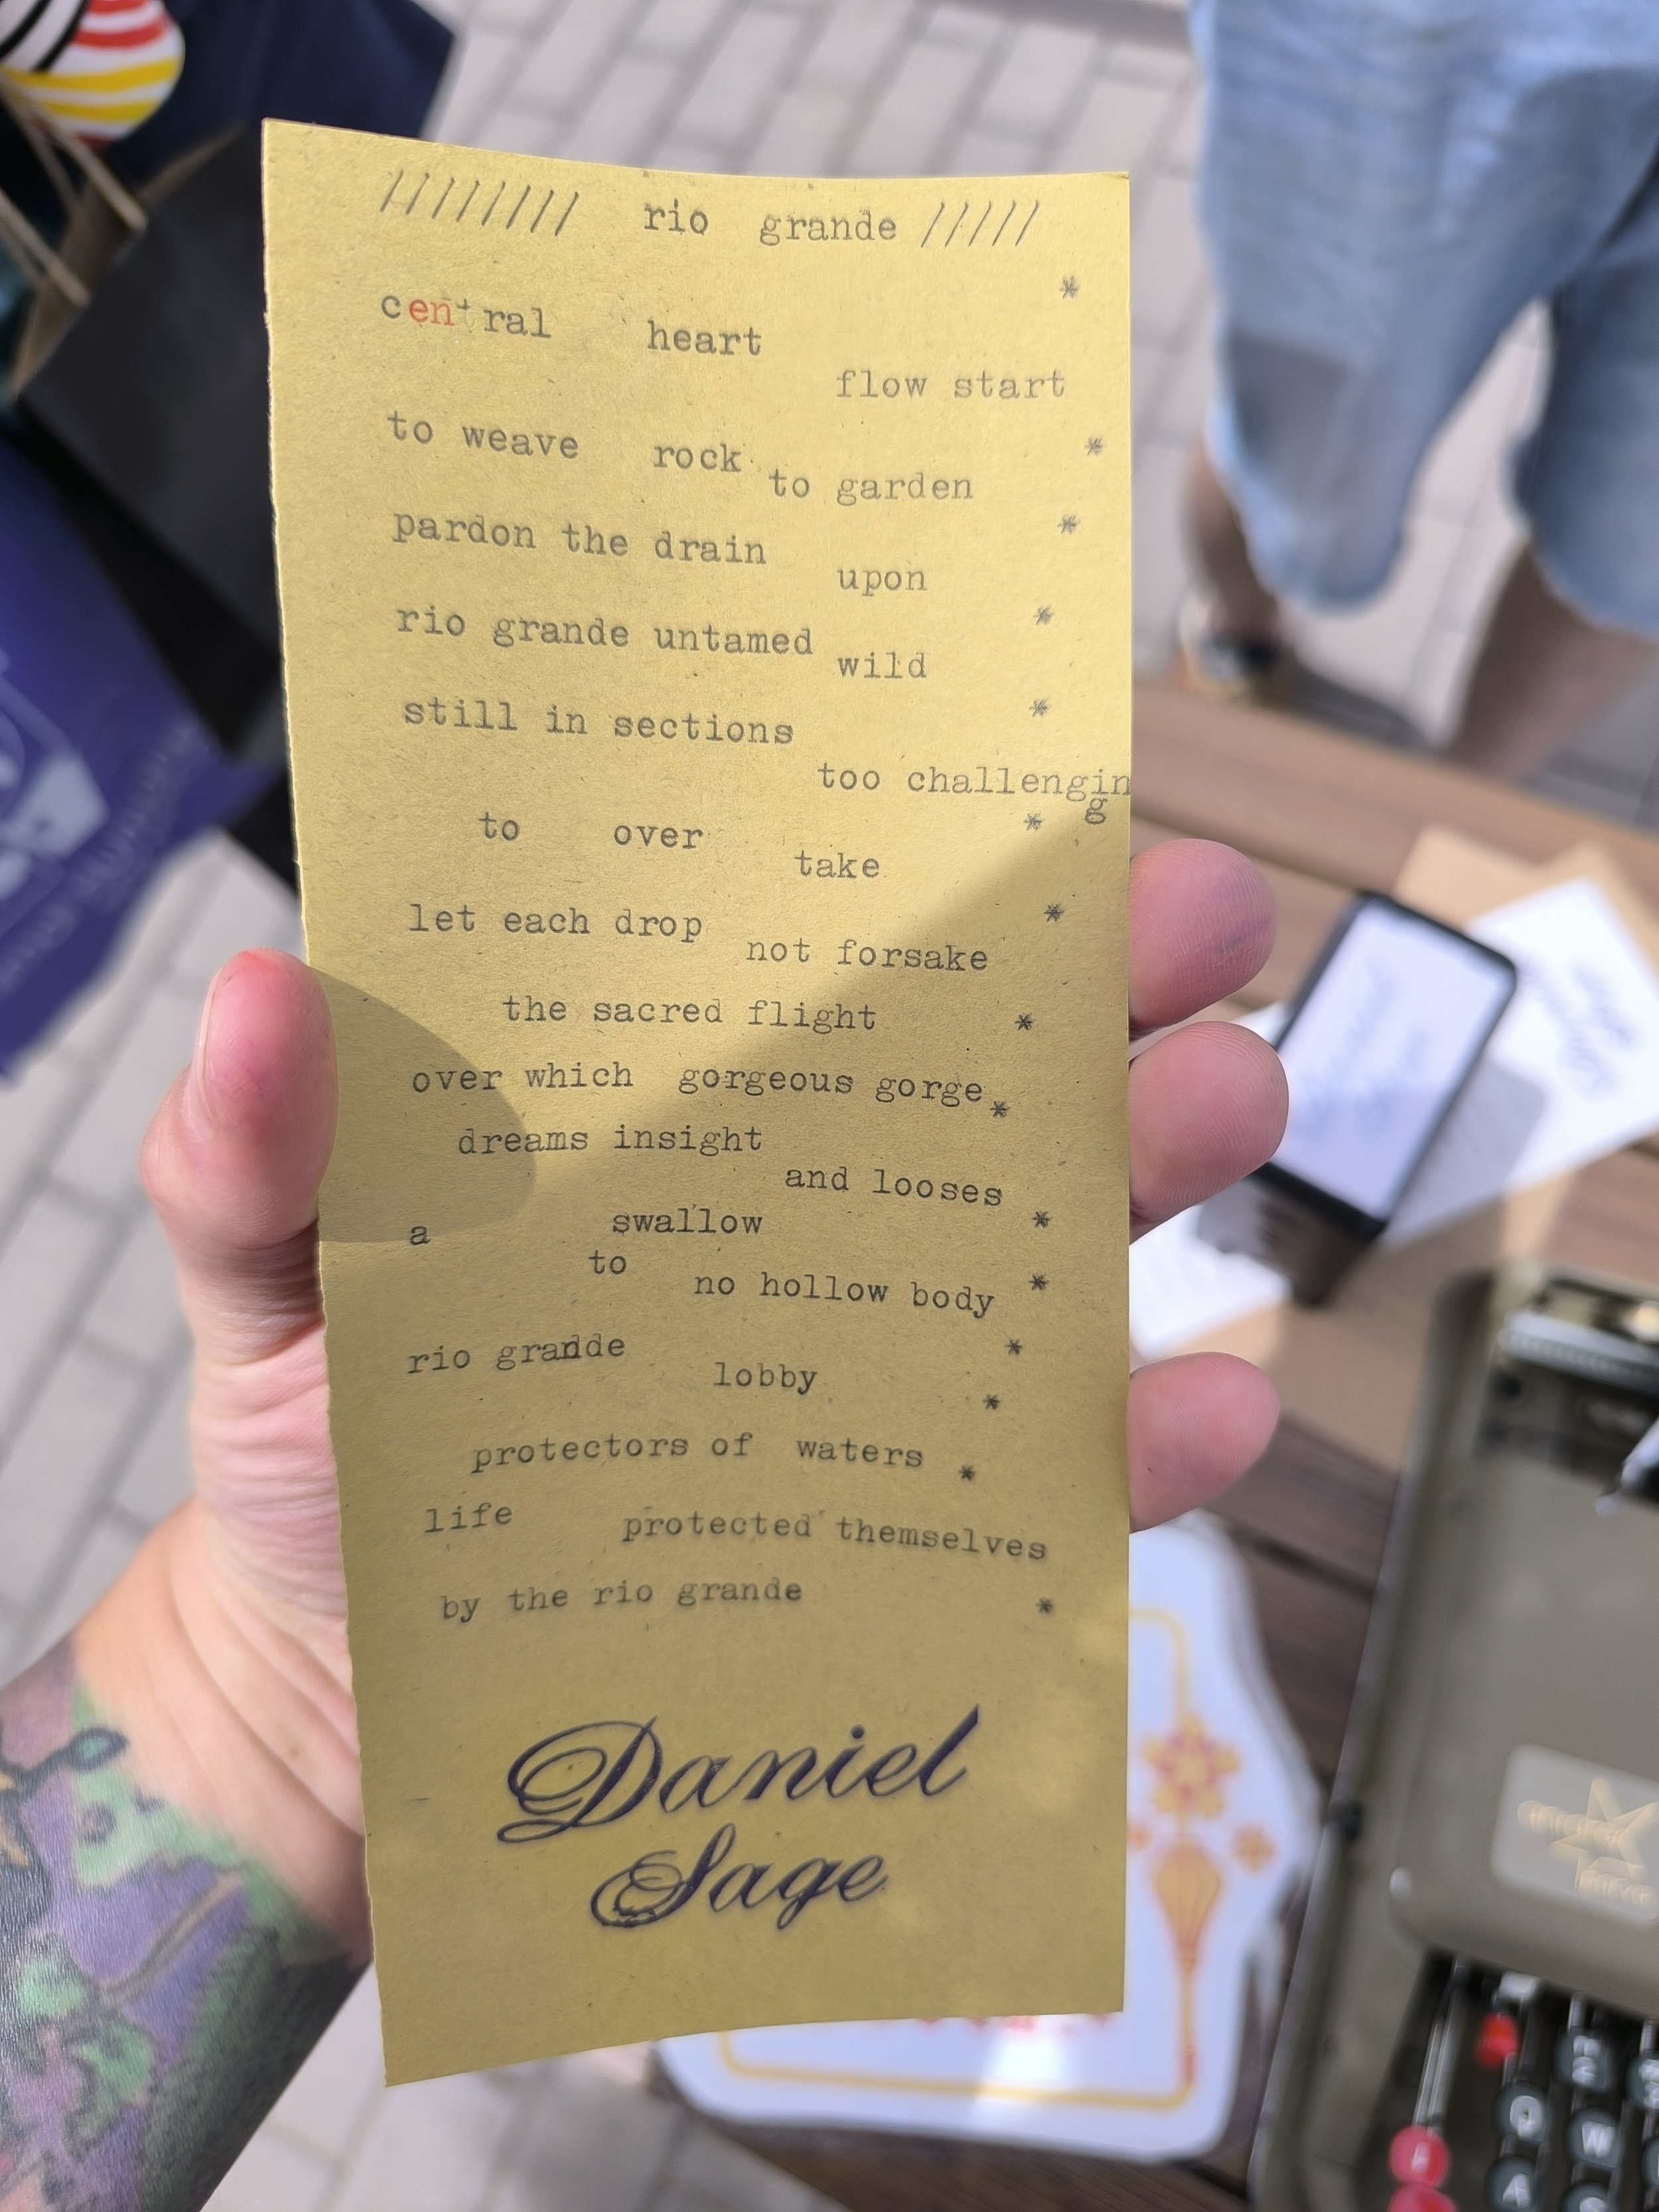 //////// rio grande /////
*
central heart
flow start
to weave rock to garden *
pardon the drain upon *
rio grande untamed wild *
still in sections *
too challenging
to over take *
let each drop not forsake *
the sacred flight *
over which gorgeous gorge *
dreams insight
and looses
a swallow *
to no hollow body *
rio grande lobby *
*
protectors of waters *
life protected themselves
by the rio grande *
Daniel
Sage